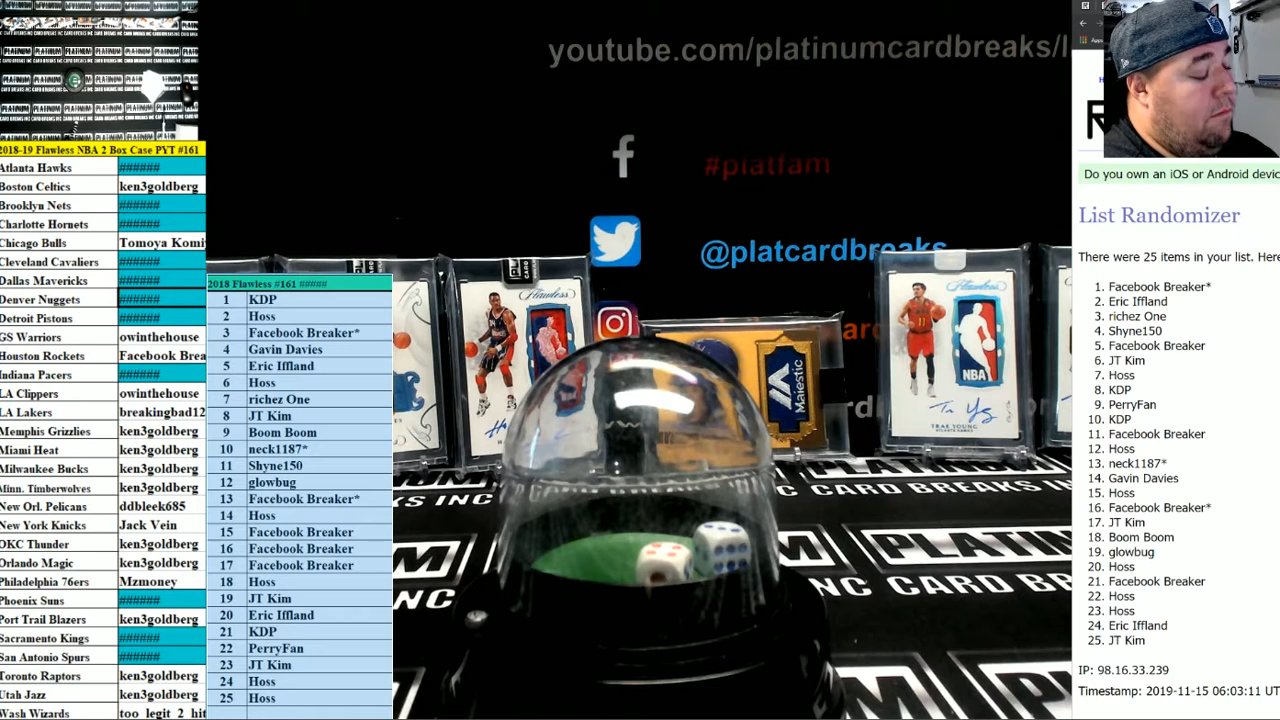 2018-19 Flawless NBA 2 Box Case PYT #161
Atlanta Hawks ######
Boston Celtics ken3goldberg
Brooklyn Nets ######
Charlotte Hornets ######
Chicago Bulls Tomoya Komi
Cleveland Cavaliers ######
Dallas Mavericks ######
Denver Nuggets ######
Detroit Pistons ######
GS Warriors owinthehouse
Houston Rockets Facebook Brea
Indiana Pacers ######
LA Clippers owinthehouse
LA Lakers breakingbad12
Memphis Grizzlies ken3goldberg
Miami Heat ken3goldberg
Milwaukee Bucks ken3goldberg
Minn. Timberwolves ken3goldberg
New Orl. Pelicans ddbleek685
New York Knicks Jack Vein
OKC Thunder ken3goldberg
Orlando Magic ken3goldberg
Philadelphia 76ers Mzmoney
Phoenix Suns ######
Port Trail Blazers ken3goldberg
Sacramento Kings ######
San Antonio Spurs ######
Toronto Raptors ken3goldberg
Utah Jazz ken3goldberg
Wash Wizards too_legit_2_hit
2018 Flawless #161 #####
1 KDP
2 Hoss
3 Facebook Breaker*
4 Gavin Davies
5 Eric Iffland
6 Hoss
7 richez One
8 JT Kim
9 Boom Boom
10 neck1187*
11 Shyne150
12 glowbug
13 Facebook Breaker*
14 Hoss
15 Facebook Breaker
16 Facebook Breaker
17 Facebook Breaker
18 Hoss
19 JT Kim
20 Eric Iffland
21 KDP
22 PerryFan
23 JT Kim
24 Hoss
25 Hoss
youtube.com/platinumcardbreaks/l
#platfam
@platcardbreaks
Flawless
Flawless
NBA
TRAE YOUNG
Majestic
PLATINUM
CARD BREAKS INC
Do you own an iOS or Android devic
List Randomizer
There were 25 items in your list. Here
1. Facebook Breaker*
2. Eric Iffland
3. richez One
4. Shyne150
5. Facebook Breaker
6. JT Kim
7. Hoss
8. KDP
9. PerryFan
10. KDP
11. Facebook Breaker
12. Hoss
13. neck1187*
14. Gavin Davies
15. Hoss
16. Facebook Breaker*
17. JT Kim
18. Boom Boom
19. glowbug
20. Hoss
21. Facebook Breaker
22. Hoss
23. Hoss
24. Eric Iffland
25. JT Kim
IP: 98.16.33.239
Timestamp: 2019-11-15 06:03:11 UT